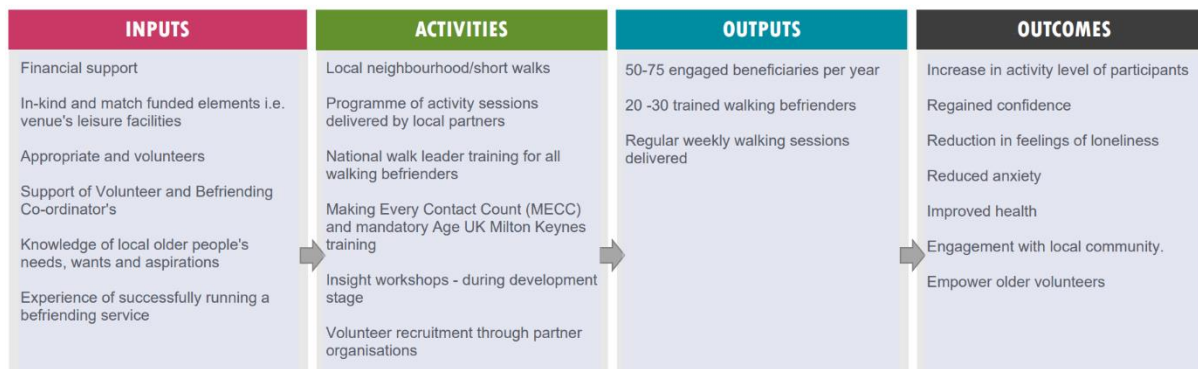 INPUTS
Financial support
In-kind and match funded elements i.e.
venue's leisure facilities
Appropriate and volunteers
Support of Volunteer and Befriending
Co-ordinator's
Knowledge of local older people's
needs, wants and aspirations
Experience of successfully running a
befriending service
ACTIVITIES
Local neighbourhood/short walks
Programme of activity sessions
delivered by local partners
National walk leader training for all
walking befrienders
Making Every Contact Count (MECC)
and mandatory Age UK Milton Keynes
training
Insight workshops - during development
stage
Volunteer recruitment through partner
organisations
OUTPUTS
50-75 engaged beneficiaries per year
20 -30 trained walking befrienders
Regular weekly walking sessions
delivered
OUTCOMES
Increase in activity level of participants
Regained confidence
Reduction in feelings of loneliness
Reduced anxiety
Improved health
Engagement with local community.
Empower older volunteers